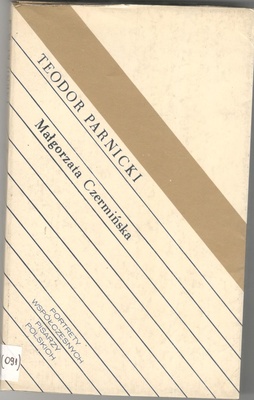 TEODOR PARNICKI
Małgorzata Czermińska
PORTRETY
WSPÓŁCZESNYCH
PISARZY
POLSKICH
(091)